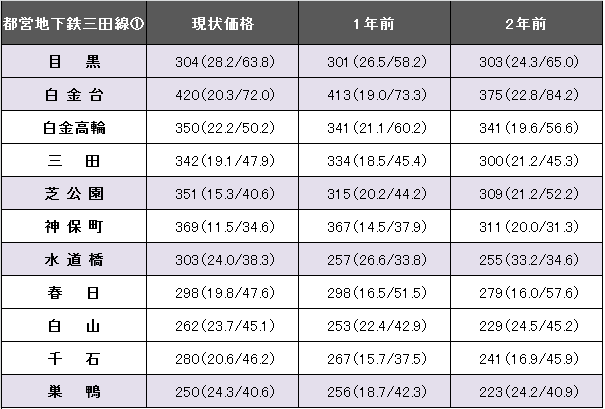 都営地下鉄三田線① 現状価格 1年前 2年前
目黒 304(28.2/63.8) 301(26.5/58.2) 303(24.3/65.0)
白金台 420(20.3/72.0) 413(19.0/73.3) 375(22.8/84.2)
白金高輪 350(22.2/50.2) 341(21.1/60.2) 341(19.6/56.6)
三田 342(19.1/47.9) 334(18.5/45.4) 300(21.2/45.3)
芝公園 351(15.3/40.6) 315(20.2/44.2) 309(21.2/52.2)
神保町 369(11.5/34.6) 367(14.5/37.9) 311(20.0/31.3)
水道橋 303(24.0/38.3) 257(26.6/33.8) 255(33.2/34.6)
春日 298(19.8/47.6) 298(16.5/51.5) 279(16.0/57.6)
白山 262(23.7/45.1) 253(22.4/42.9) 229(24.5/45.2)
千石 280(20.6/46.2) 267(15.7/37.5) 241(16.9/45.9)
巣鴨 250(24.3/40.6) 256(18.7/42.3) 223(24.2/40.9)